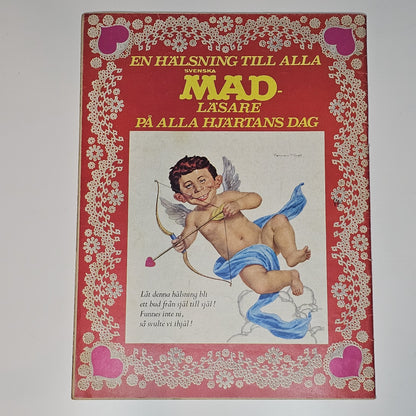 EN HÄLSNING TILL ALLA
SVENSKA
MAD-
LÄSARE
PÅ ALLA HJÄRTANS DAG
Låt denna hälsning bli
ett bud från själ till själ!
Funnes inte ni,
så svulte vi ihjäl!